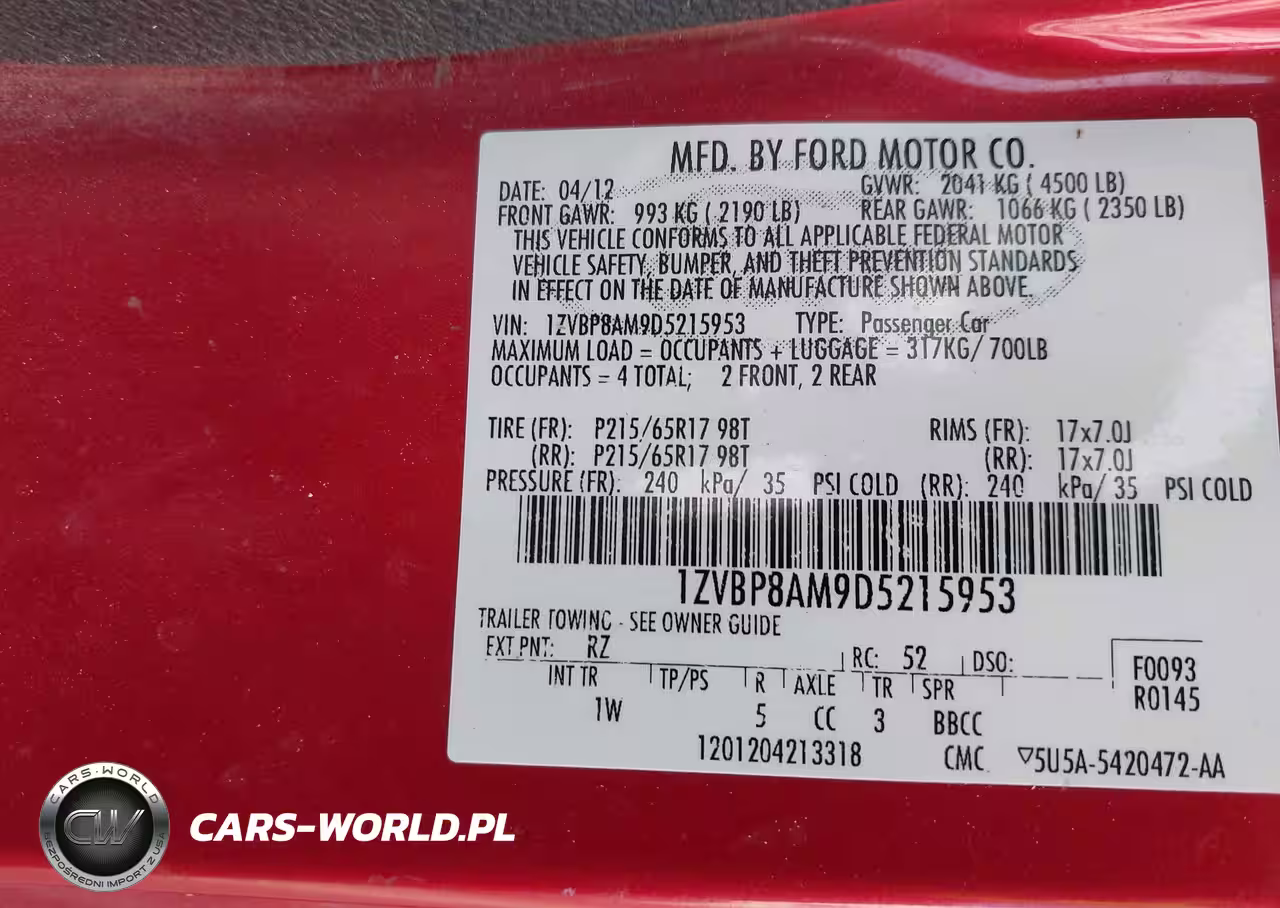 MFD. BY FORD MOTOR CO.
DATE: 04/12 GVWR: 2041 KG ( 4500 LB)
FRONT GAWR: 993 KG ( 2190 LB) REAR GAWR: 1066 KG ( 2350 LB)
THIS VEHICLE CONFORMS TO ALL APPLICABLE FEDERAL MOTOR
VEHICLE SAFETY, BUMPER, AND THEFT PREVENTION STANDARDS
IN EFFECT ON THE DATE OF MANUFACTURE SHOWN ABOVE.
VIN: 1ZVBP8AM9D5215953 TYPE: Passenger Car
MAXIMUM LOAD = OCCUPANTS + LUGGAGE = 317KG/ 700LB
OCCUPANTS = 4 TOTAL; 2 FRONT, 2 REAR
TIRE (FR): P215/65R17 98T RIMS (FR): 17x7.0J
(RR): P215/65R17 98T (RR): 17x7.0J
PRESSURE (FR): 240 kPa/ 35 PSI COLD (RR): 240 kPa/ 35 PSI COLD
1ZVBP8AM9D5215953
TRAILER TOWING - SEE OWNER GUIDE
EXT PNT: RZ RC: 52 DSO: F0093
INT TR TP/PS R AXLE TR SPR R0145
1W 5 CC 3 BBCC
1201204213318 CMC ▽5U5A-5420472-AA
CARS-WORLD
CW
BEZPOŚREDNI IMPORT Z USA
CARS-WORLD.PL